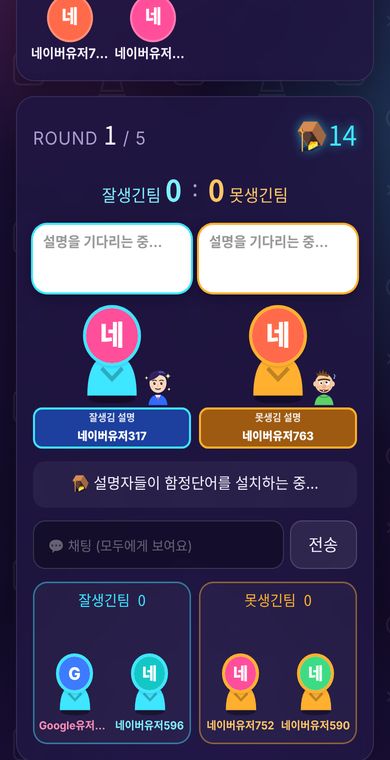 네
네
네이버유저7...
네이버유저...
ROUND 1 / 5
14
잘생긴팀 0 : 0 못생긴팀
설명을 기다리는 중...
설명을 기다리는 중...
네
네
잘생김 설명
네이버유저317
못생김 설명
네이버유저763
설명자들이 함정단어를 설치하는 중...
채팅 (모두에게 보여요)
전송
잘생긴팀 0
못생긴팀 0
G
네
네
네
Google유저...
네이버유저596
네이버유저752
네이버유저590